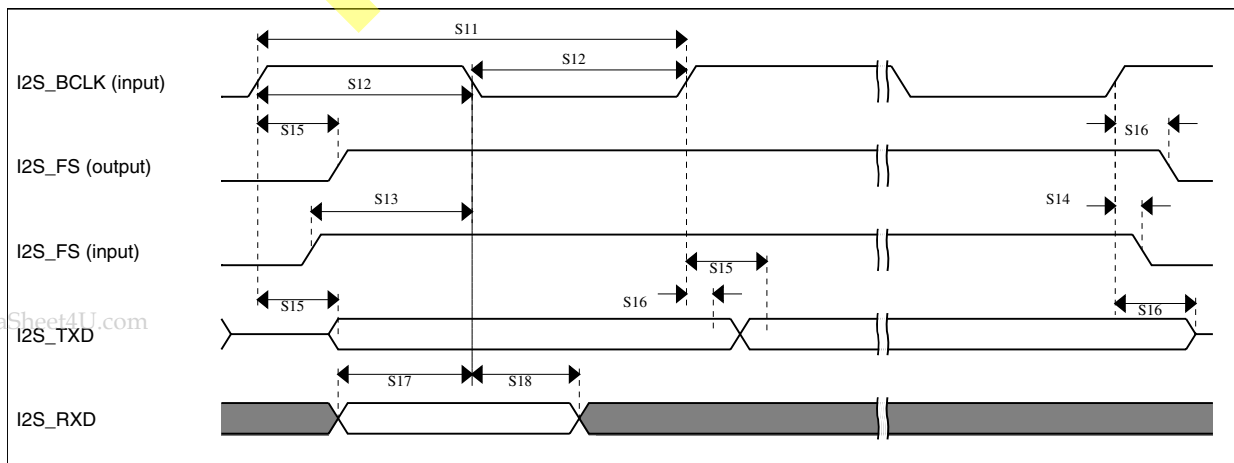 S11
S12
I2S_BCLK (input)
S12
S15
S16
I2S_FS (output)
S13
S14
I2S_FS (input)
S15
S15
S16
S16
aSheet4U.com
I2S_TXD
S17
S18
I2S_RXD